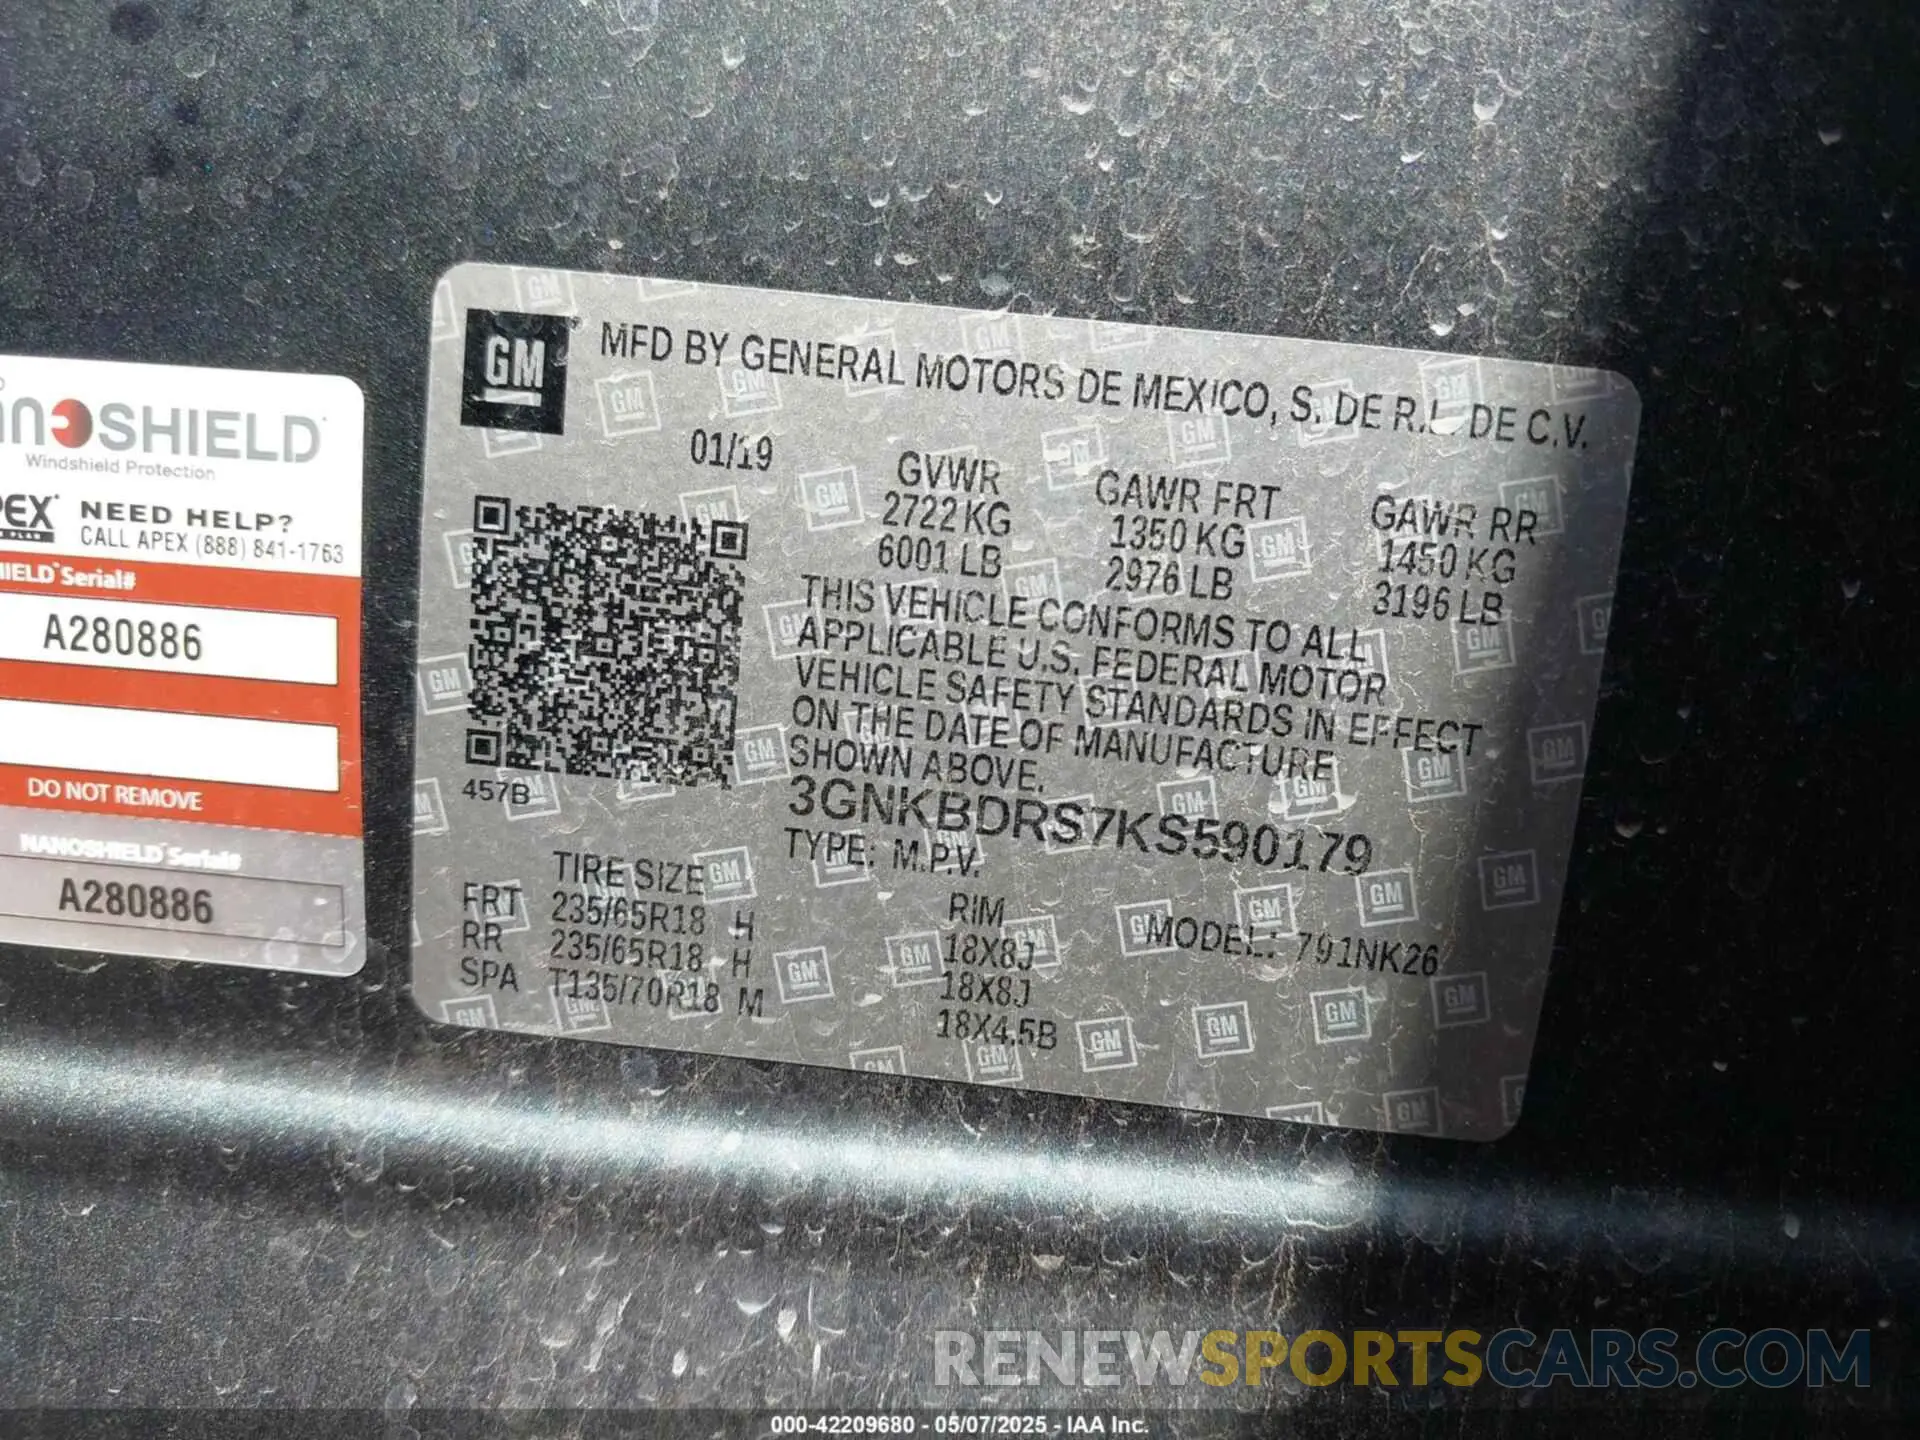 SHIELD
Windshield Protection
NEED HELP?
CALL APEX (888) 841-1763
Serial#
A280886
DO NOT REMOVE
NANOSHIELD Serial#
A280886
GM
MFD BY GENERAL MOTORS DE MEXICO, S. DE R.L. DE C.V.
01/19
GVWR GAWR FRT GAWR RR
2722 KG 1350 KG 1450 KG
6001 LB 2976 LB 3196 LB
THIS VEHICLE CONFORMS TO ALL
APPLICABLE U.S. FEDERAL MOTOR
VEHICLE SAFETY STANDARDS IN EFFECT
ON THE DATE OF MANUFACTURE
SHOWN ABOVE.
457B
3GNKBDRS7KS590179
TYPE: M.P.V.
TIRE SIZE RIM MODEL: 791NK26
FRT 235/65R18 H 18X8J
RR 235/65R18 H 18X8J
SPA T135/70R18 M 18X4.5B
RENEWSPORTSCARS.COM
000-42209680 - 05/07/2025 - IAA Inc.